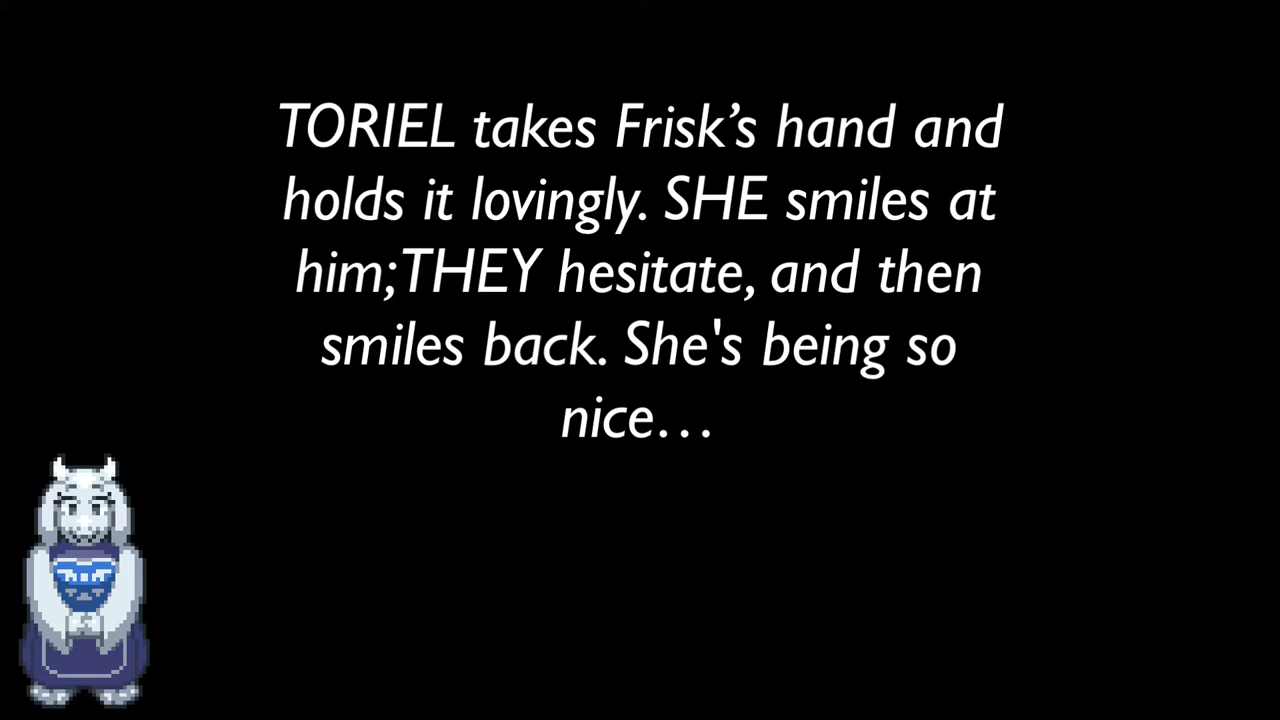 TORIEL takes Frisk’s hand and
holds it lovingly. SHE smiles at
him;THEY hesitate, and then
smiles back. She's being so
nice…